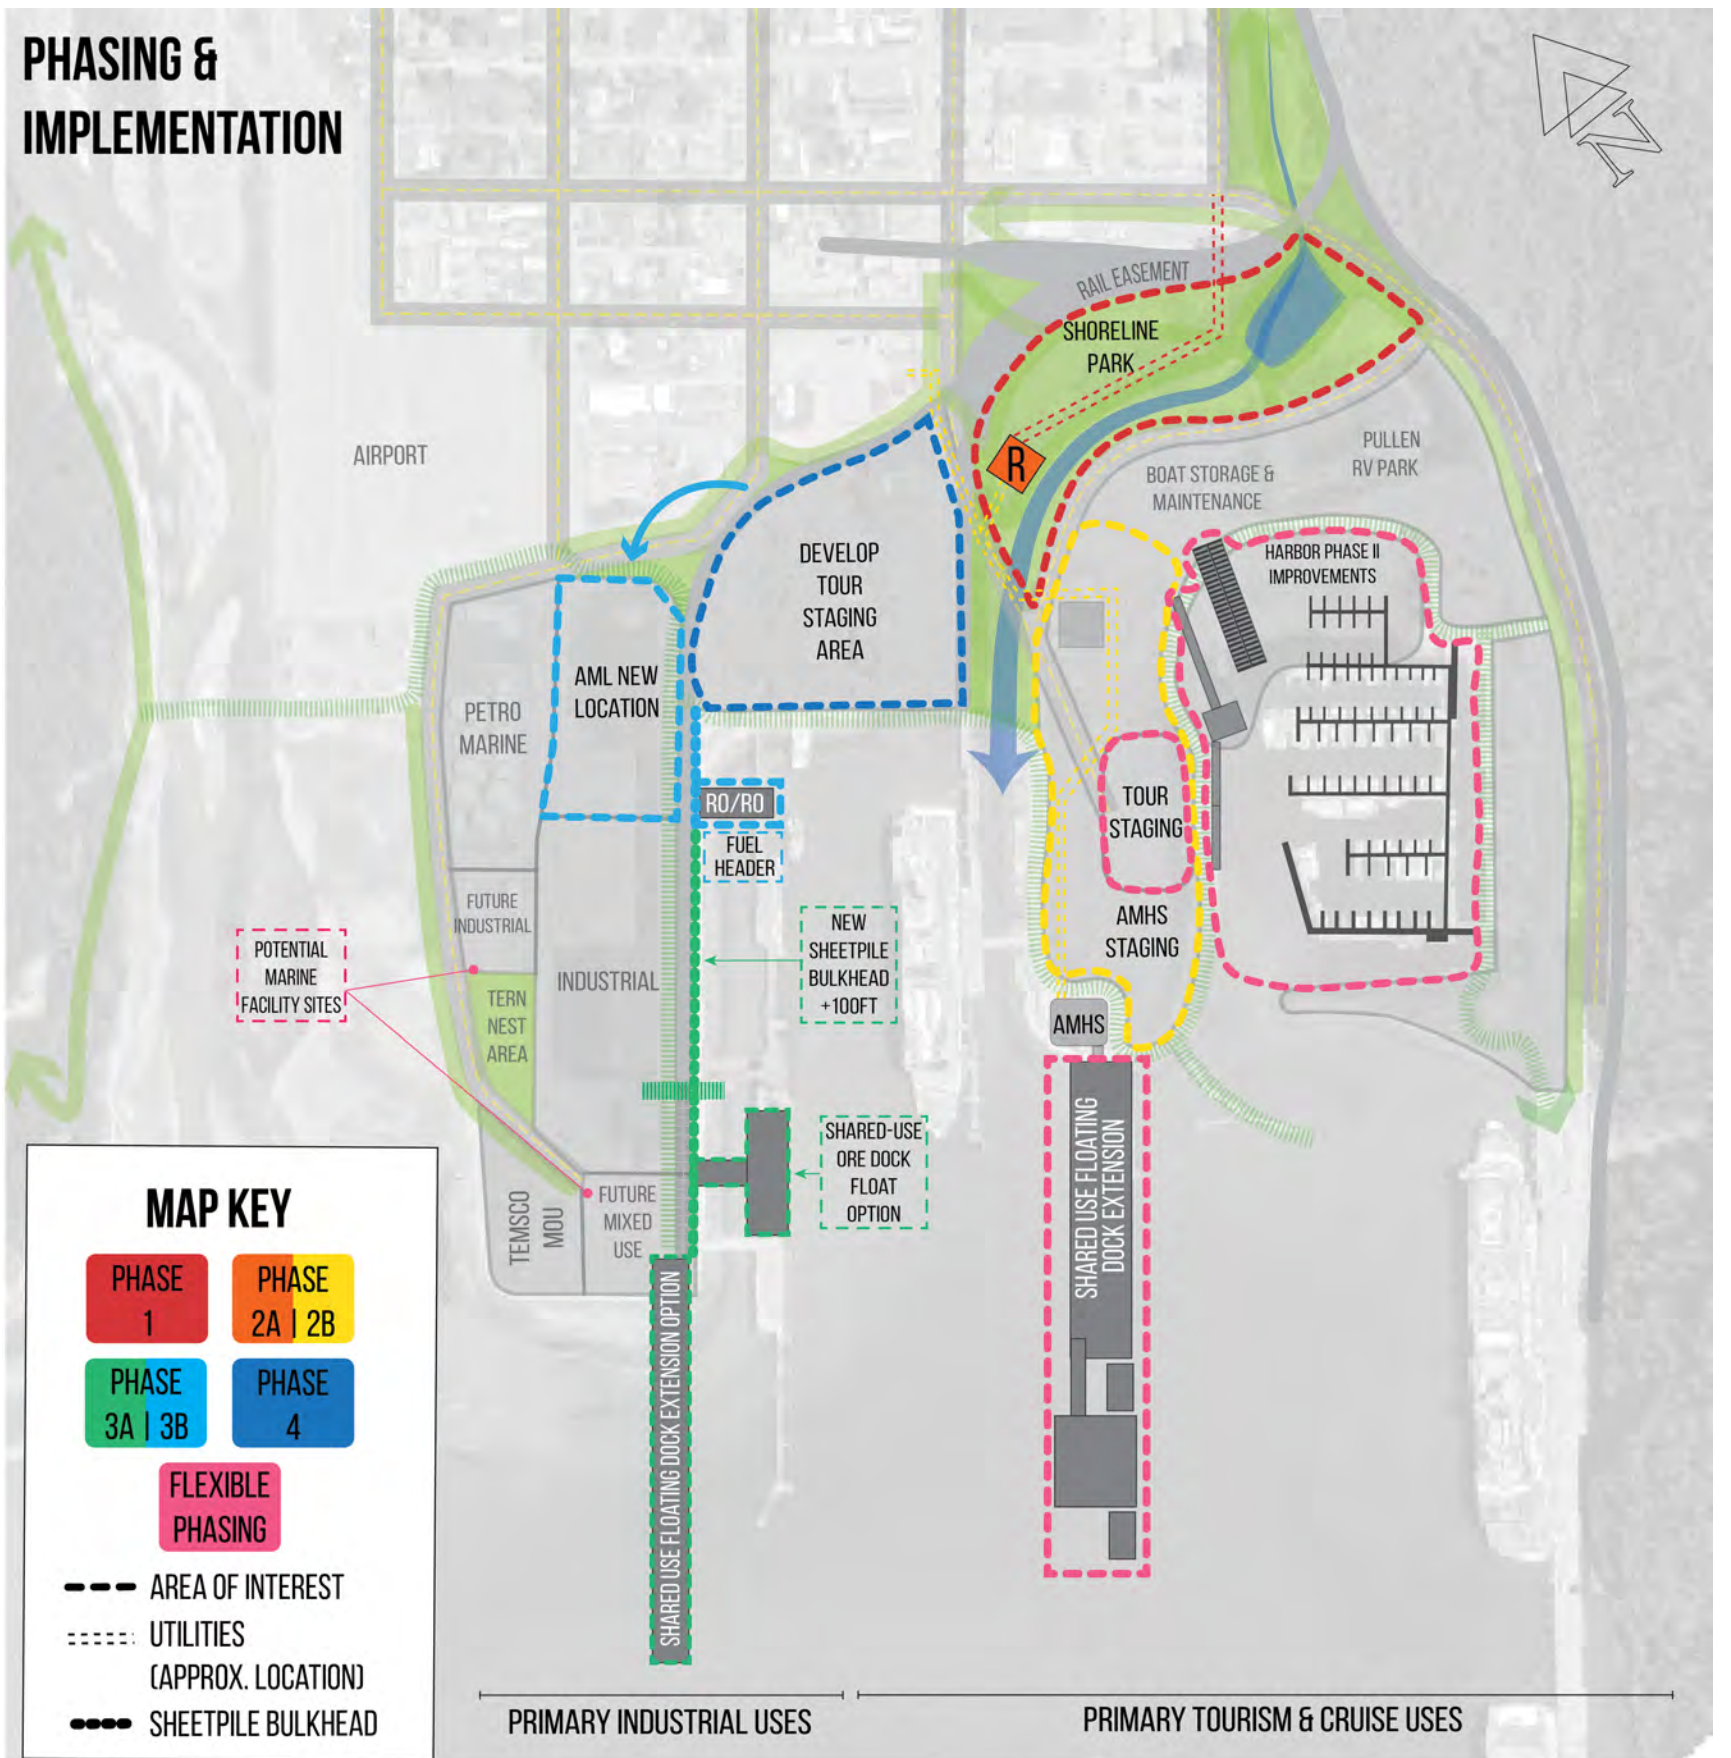 PHASING &
IMPLEMENTATION
N
RAIL EASEMENT
SHORELINE
PARK
R
AIRPORT
PULLEN
RV PARK
BOAT STORAGE &
MAINTENANCE
HARBOR PHASE II
IMPROVEMENTS
DEVELOP
TOUR
STAGING
AREA
AML NEW
LOCATION
PETRO
MARINE
RO/RO
FUEL
HEADER
TOUR
STAGING
AMHS
STAGING
FUTURE
INDUSTRIAL
NEW
SHEETPILE
BULKHEAD
+100FT
POTENTIAL
MARINE
FACILITY SITES
INDUSTRIAL
TERN
NEST
AREA
AMHS
SHARED-USE
ORE DOCK
FLOAT
OPTION
SHARED USE FLOATING
DOCK EXTENSION
TEMSCO
MOU
FUTURE
MIXED
USE
SHARED USE FLOATING DOCK EXTENSION OPTION
MAP KEY
PHASE
1
PHASE
2A | 2B
PHASE
3A | 3B
PHASE
4
FLEXIBLE
PHASING
AREA OF INTEREST
UTILITIES
(APPROX. LOCATION)
SHEETPILE BULKHEAD
PRIMARY INDUSTRIAL USES
PRIMARY TOURISM & CRUISE USES